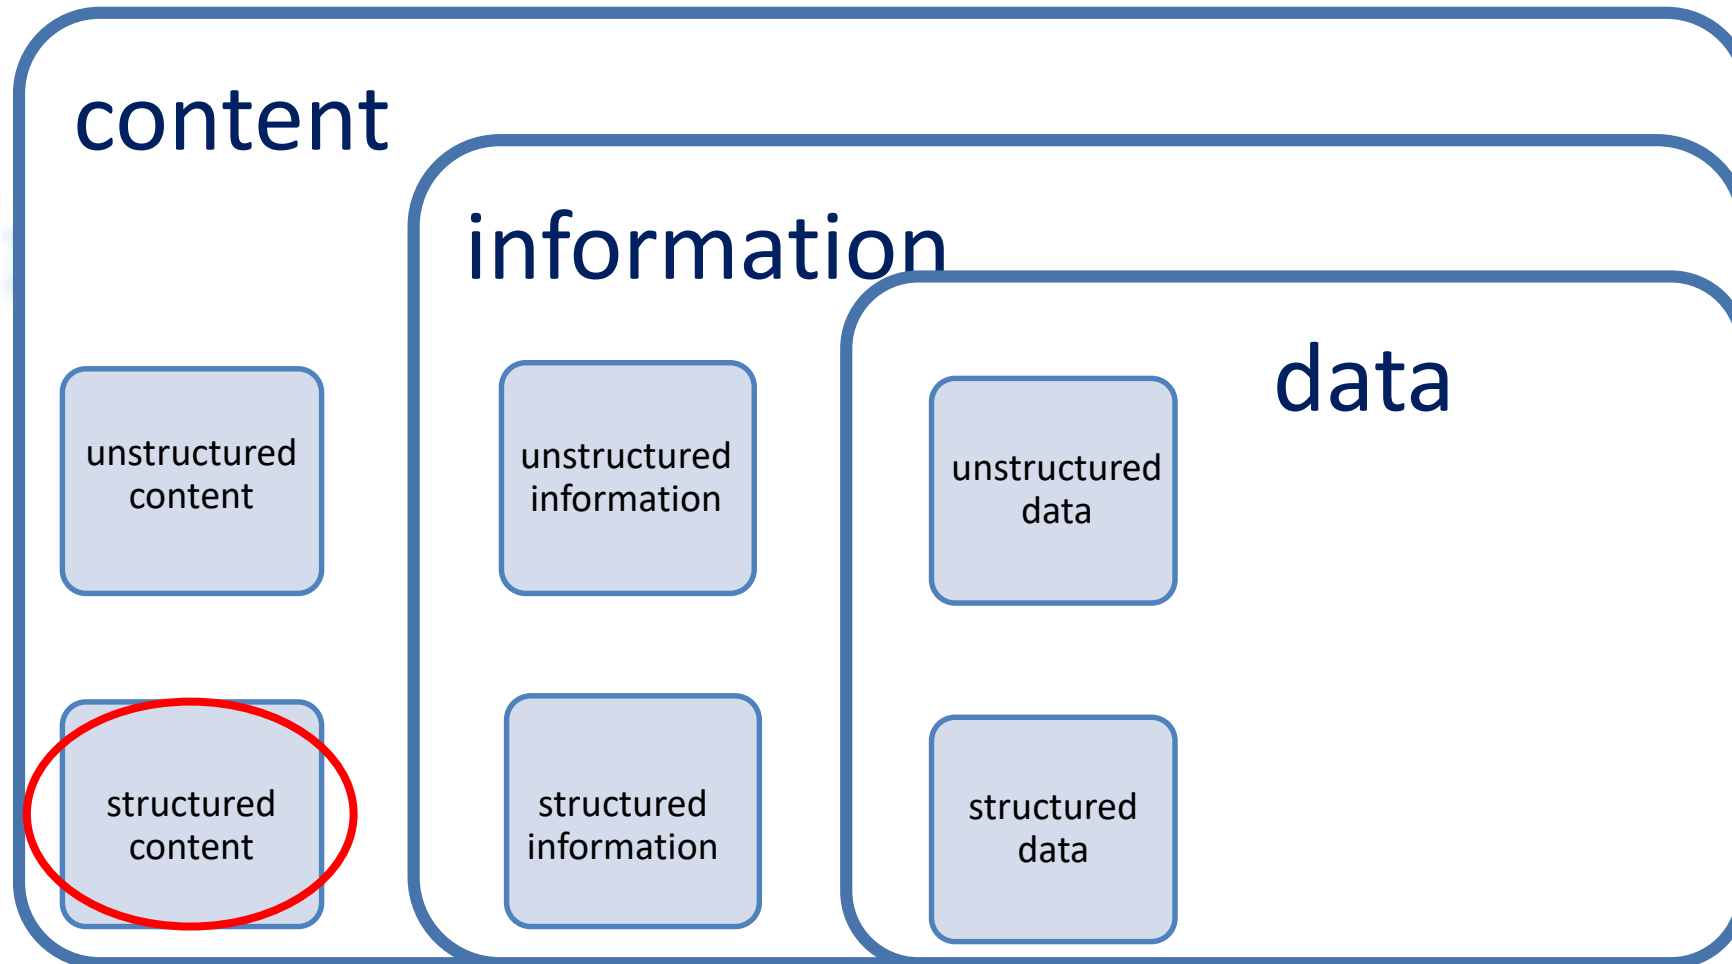 content
information
data
unstructured
content
unstructured
information
unstructured
data
structured
content
structured
information
structured
data